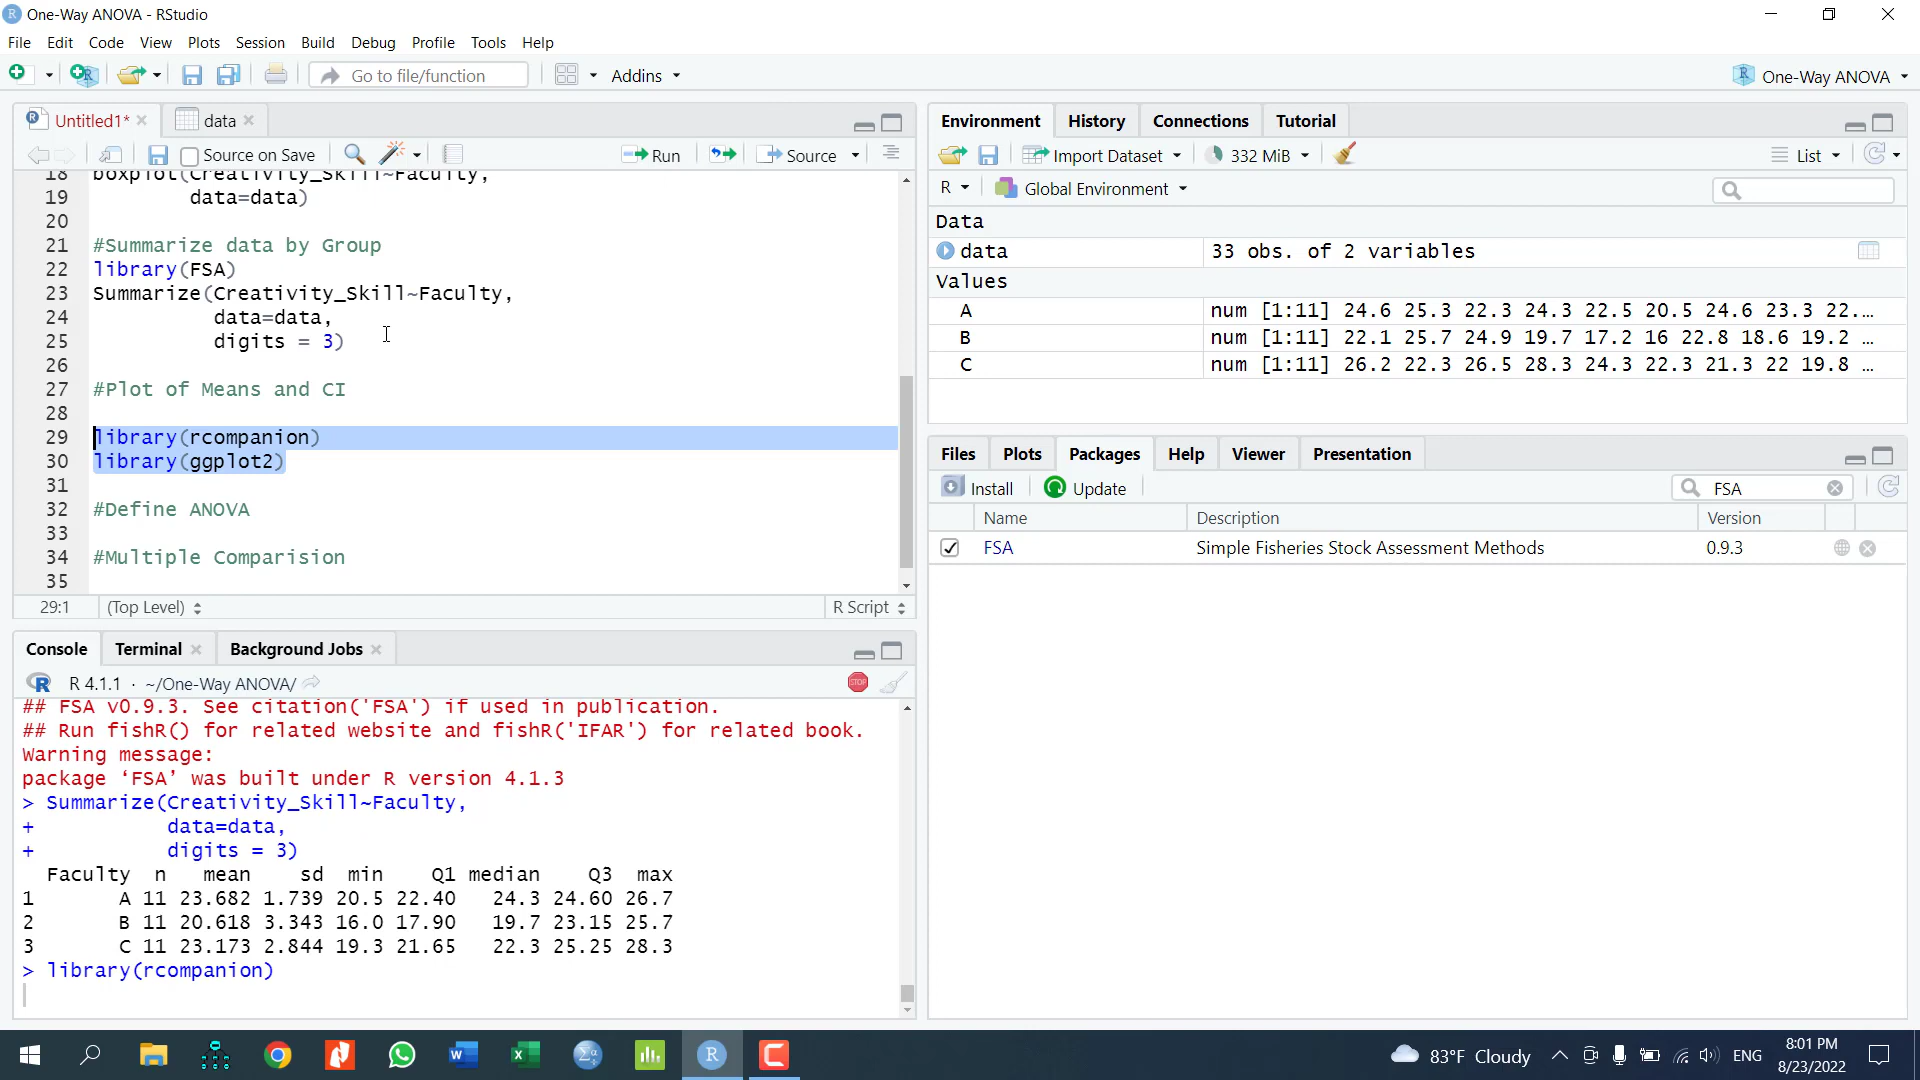 One-Way ANOVA - RStudio
File Edit Code View Plots Session Build Debug Profile Tools Help
Go to file/function Addins One-Way ANOVA
Untitled1* data
Source on Save Run Source
18 boxplot(Creativity_Skill~Faculty,
19 data=data)
20
21 #Summarize data by Group
22 library(FSA)
23 Summarize(Creativity_Skill~Faculty,
24 data=data,
25 digits = 3)
26
27 #Plot of Means and CI
28
29 library(rcompanion)
30 library(ggplot2)
31
32 #Define ANOVA
33
34 #Multiple Comparision
35
29:1 (Top Level) R Script
Console Terminal Background Jobs
R 4.1.1 · ~/One-Way ANOVA/ STOP
## FSA v0.9.3. See citation('FSA') if used in publication.
## Run fishR() for related website and fishR('IFAR') for related book.
Warning message:
package ‘FSA’ was built under R version 4.1.3
> Summarize(Creativity_Skill~Faculty,
+ data=data,
+ digits = 3)
Faculty n mean sd min Q1 median Q3 max
1 A 11 23.682 1.739 20.5 22.40 24.3 24.60 26.7
2 B 11 20.618 3.343 16.0 17.90 19.7 23.15 25.7
3 C 11 23.173 2.844 19.3 21.65 22.3 25.25 28.3
> library(rcompanion)
Environment History Connections Tutorial
Import Dataset 332 MiB List
R Global Environment
Data
data 33 obs. of 2 variables
Values
A num [1:11] 24.6 25.3 22.3 24.3 22.5 20.5 24.6 23.3 22.…
B num [1:11] 22.1 25.7 24.9 19.7 17.2 16 22.8 18.6 19.2 …
C num [1:11] 26.2 22.3 26.5 28.3 24.3 22.3 21.3 22 19.8 …
Files Plots Packages Help Viewer Presentation
Install Update FSA
Name Description Version
FSA Simple Fisheries Stock Assessment Methods 0.9.3
83°F Cloudy ENG 8:01 PM
8/23/2022